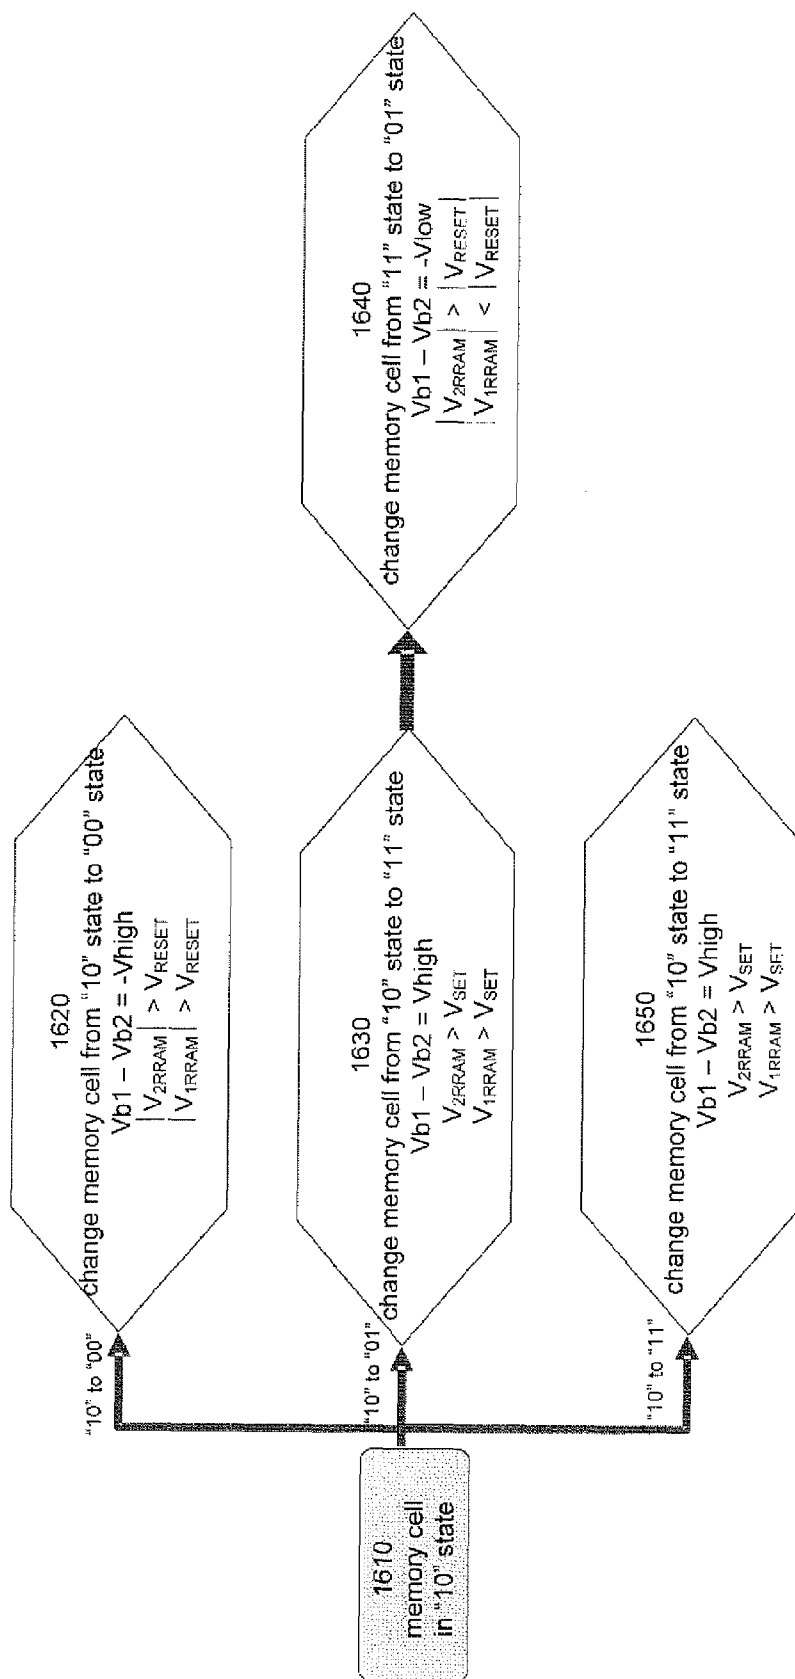 1610
memory cell
in "10" state
"10" to "00"
1620
change memory cell from "10" state to "00" state
Vb1 – Vb2 = -Vhigh
|V2RRAM| > VRESET
|V1RRAM| > VRESET
"10" to "01"
1630
change memory cell from "10" state to "11" state
Vb1 – Vb2 = Vhigh
V2RRAM > VSET
V1RRAM > VSET
1640
change memory cell from "11" state to "01" state
Vb1 – Vb2 = -Vlow
|V2RRAM| > |VRESET|
|V1RRAM| < |VRESET|
"10" to "11"
1650
change memory cell from "10" state to "11" state
Vb1 – Vb2 = Vhigh
V2RRAM > VSET
V1RRAM > VSET